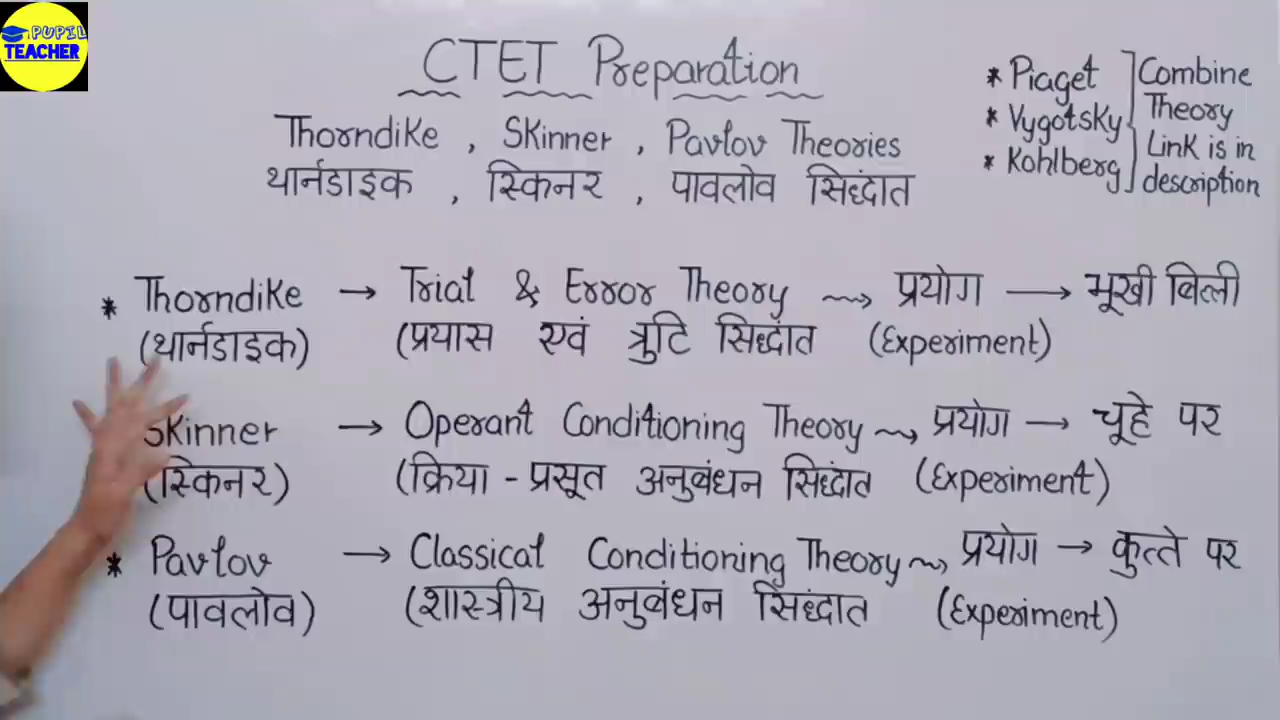 PUPIL
TEACHER
CTET Preparation
Thorndike , Skinner , Pavlov Theories
थार्नडाइक , स्किनर , पावलोव सिद्धांत
* Piaget
* Vygotsky
* Kohlberg
Combine
Theory
Link is in
description
* Thorndike → Trial & Error Theory ⇝ प्रयोग → भूखी बिल्ली
(थार्नडाइक) (प्रयास एवं त्रुटि सिद्धांत (Experiment)
Skinner → Operant Conditioning Theory ⇝ प्रयोग → चूहे पर
(स्किनर) (क्रिया - प्रसूत अनुबंधन सिद्धांत (Experiment)
* Pavlov → Classical Conditioning Theory ⇝ प्रयोग → कुत्ते पर
(पावलोव) (शास्त्रीय अनुबंधन सिद्धांत (Experiment)